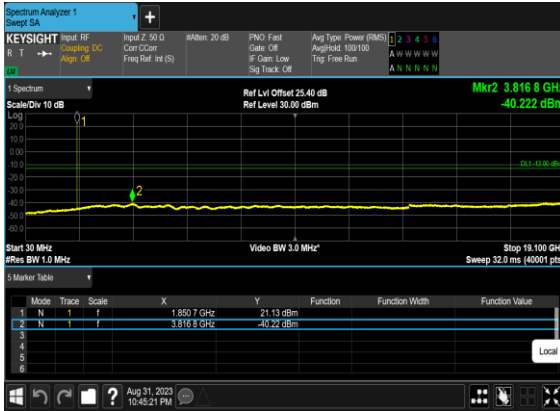 Spectrum Analyzer 1
Swept SA
+
KEYSIGHT Input: RF Input Z: 50 Ω #Atten: 20 dB PNO: Fast Avg Type: Power (RMS) 1 2 3 4 5 6
R T Coupling: DC Corr CCorr Gate: Off Avg|Hold: 100/100 A W W W W W
Align: Off Freq Ref: Int (S) IF Gain: Low Trig: Free Run
Sig Track: Off A N N N N N
1 Spectrum
Ref Lvl Offset 25.40 dB Mkr2 3.816 8 GHz
Scale/Div 10 dB Ref Level 30.00 dBm -40.222 dBm
Log
20.0
1
10.0
0.00
-10.0
DL1 -13.00 dBm
-20.0
-30.0
2
-40.0
-50.0
-60.0
Start 30 MHz Video BW 3.0 MHz* Stop 19.100 GH
#Res BW 1.0 MHz Sweep 32.0 ms (40001 pts
5 Marker Table
Mode Trace Scale X Y Function Function Width Function Value
1 N 1 f 1.850 7 GHz 21.13 dBm
2 N 1 f 3.816 8 GHz -40.22 dBm
3
4
5
6
Local
? Aug 31, 2023
10:45:21 PM